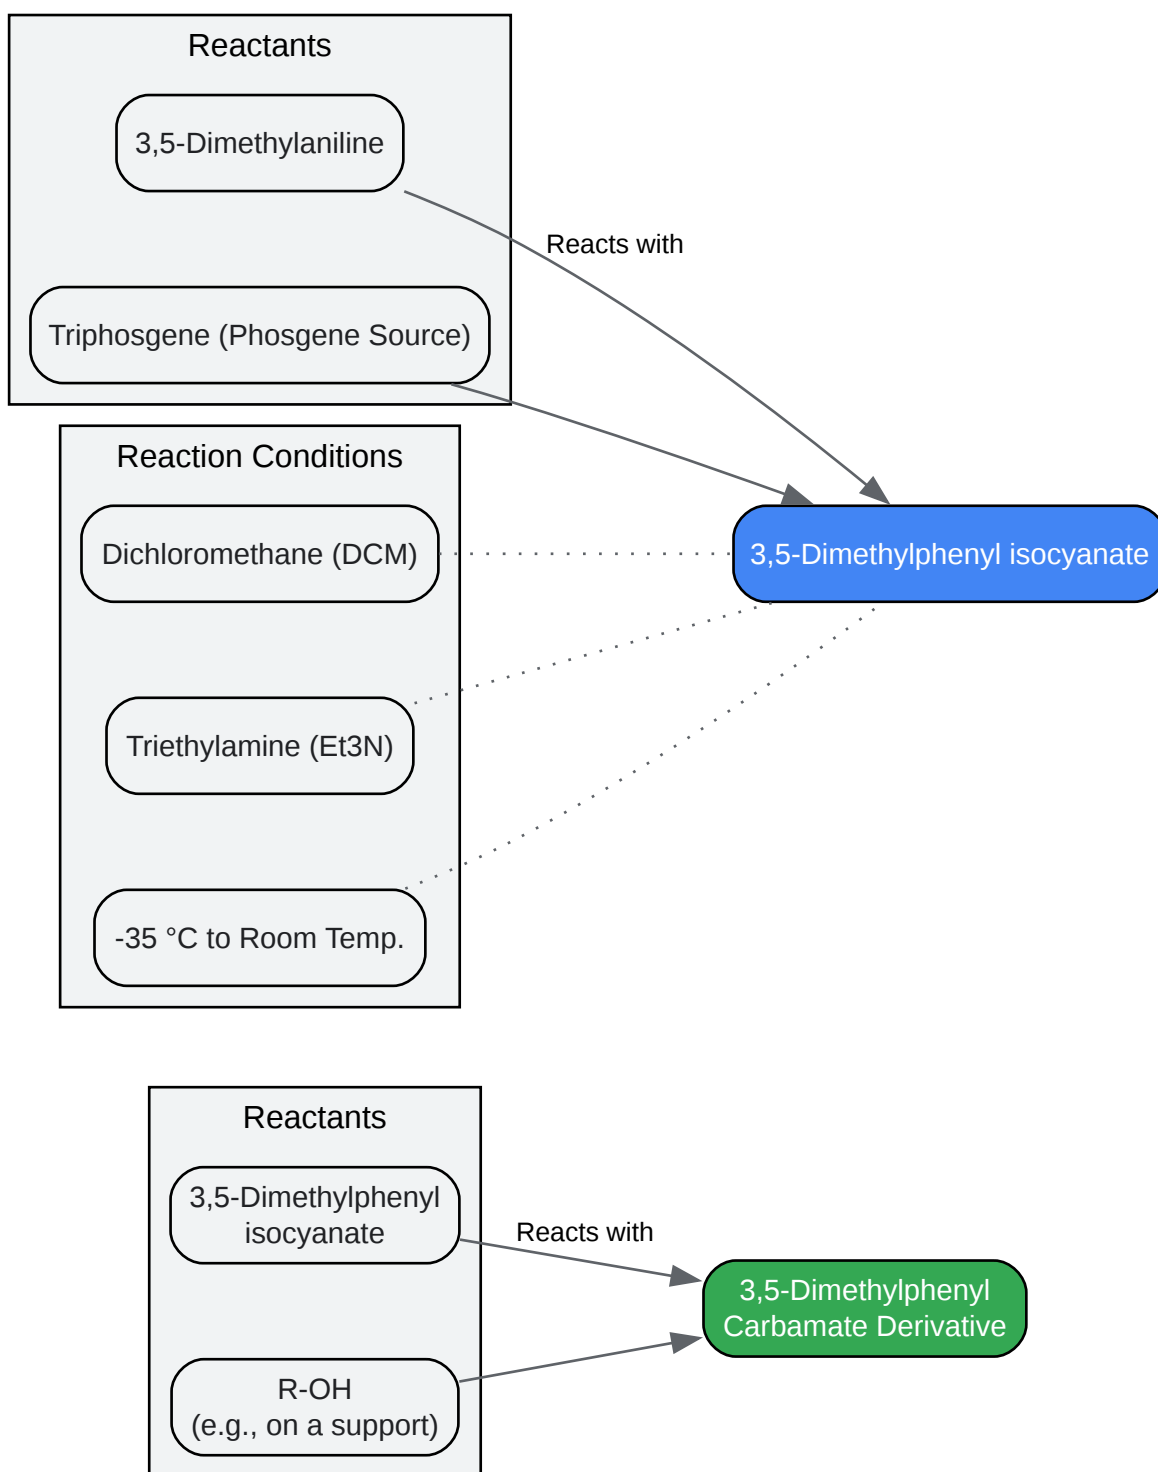 Reactants
3,5-Dimethylaniline
Reacts with
Triphosgene (Phosgene Source)
Reaction Conditions
Dichloromethane (DCM)
3,5-Dimethylphenyl isocyanate
Triethylamine (Et3N)
-35 °C to Room Temp.
Reactants
3,5-Dimethylphenyl
isocyanate
Reacts with
3,5-Dimethylphenyl
Carbamate Derivative
R-OH
(e.g., on a support)